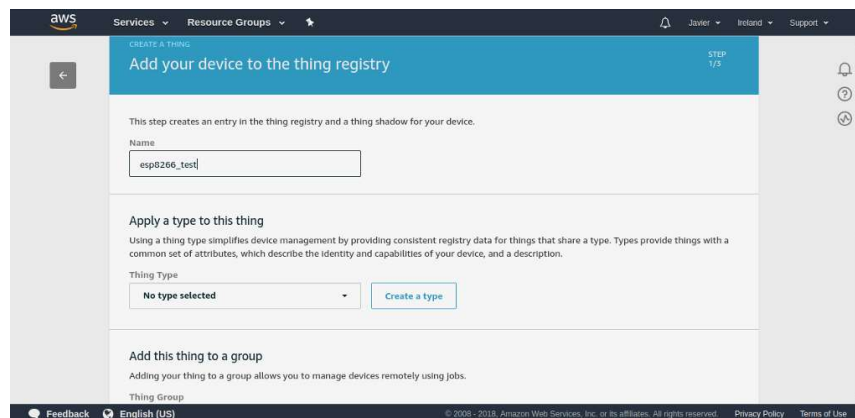 aws Services Resource Groups Javier Ireland Support
CREATE A THING
Add your device to the thing registry
STEP
1/3
This step creates an entry in the thing registry and a thing shadow for your device.
Name
esp8266_test
Apply a type to this thing
Using a thing type simplifies device management by providing consistent registry data for things that share a type. Types provide things with a
common set of attributes, which describe the identity and capabilities of your device, and a description.
Thing Type
No type selected Create a type
Add this thing to a group
Adding your thing to a group allows you to manage devices remotely using jobs.
Thing Group
Feedback English (US) © 2008 - 2018, Amazon Web Services, Inc. or its affiliates. All rights reserved. Privacy Policy Terms of Use